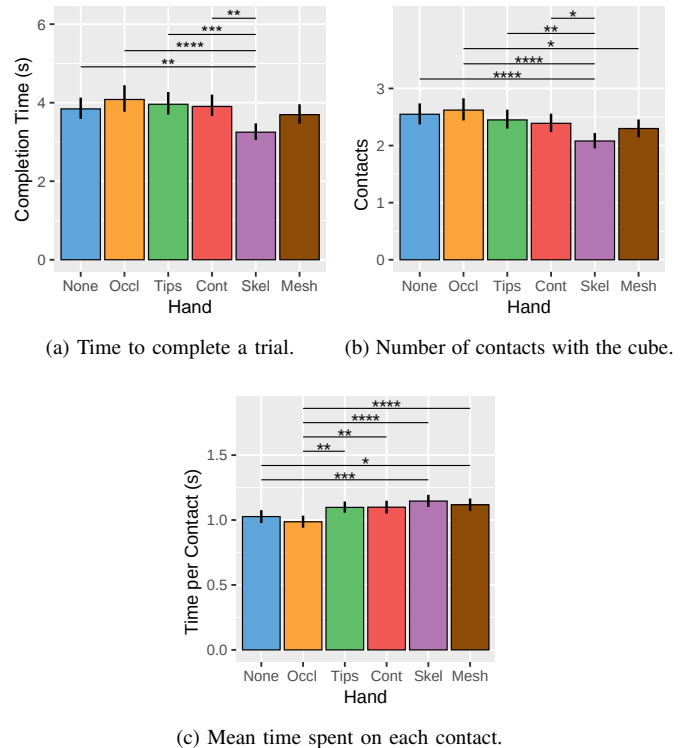 **
***
****
**
6
4
2
0
Completion Time (s)
None Occl Tips Cont Skel Mesh
Hand
(a) Time to complete a trial.
*
**
*
****
****
3
2
1
0
Contacts
None Occl Tips Cont Skel Mesh
Hand
(b) Number of contacts with the cube.
****
****
**
**
*
***
1.5
1.0
0.5
0.0
Time per Contact (s)
None Occl Tips Cont Skel Mesh
Hand
(c) Mean time spent on each contact.